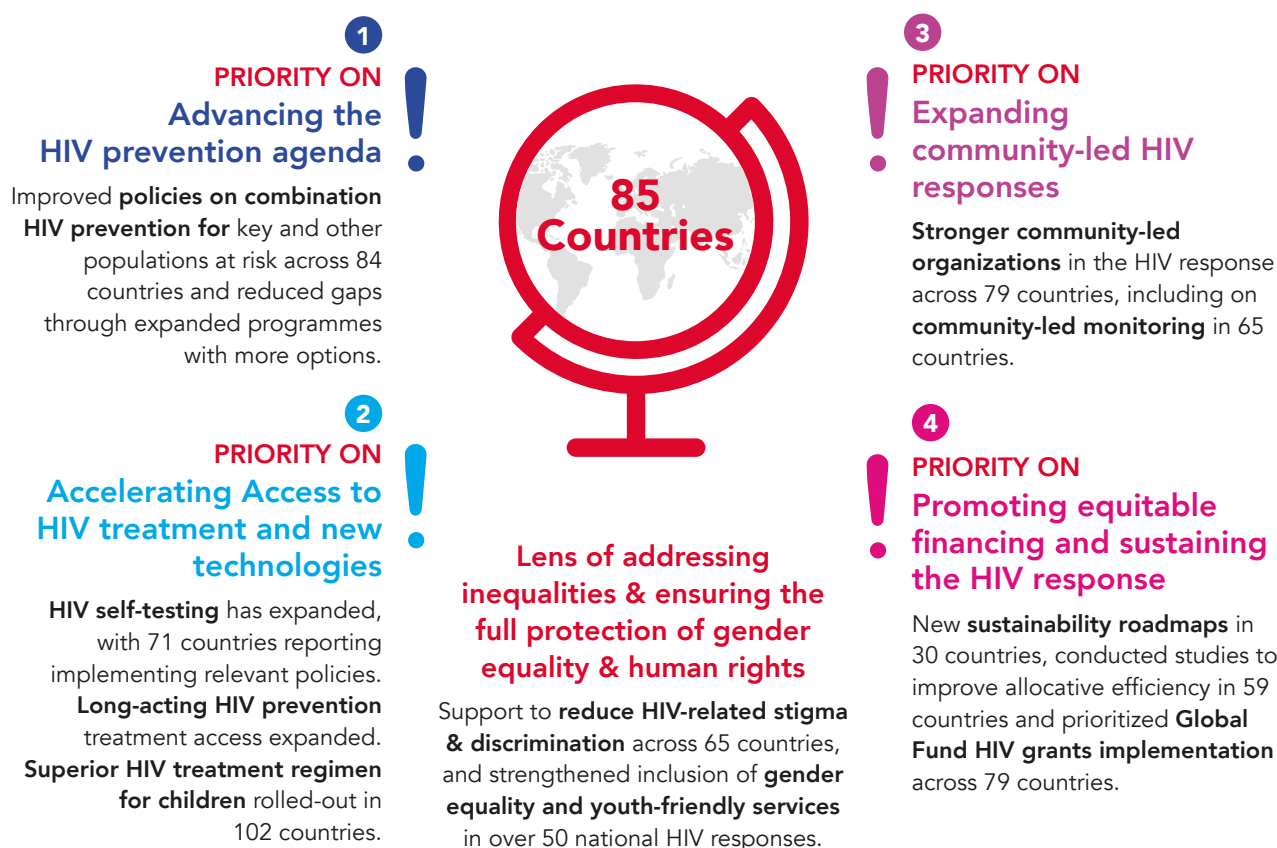 1
PRIORITY ON
Advancing the
HIV prevention agenda
Improved policies on combination
HIV prevention for key and other
populations at risk across 84
countries and reduced gaps
through expanded programmes
with more options.
2
PRIORITY ON
Accelerating Access to
HIV treatment and new
technologies
HIV self-testing has expanded,
with 71 countries reporting
implementing relevant policies.
Long-acting HIV prevention
treatment access expanded.
Superior HIV treatment regimen
for children rolled-out in
102 countries.
85
Countries
Lens of addressing
inequalities & ensuring the
full protection of gender
equality & human rights
Support to reduce HIV-related stigma
& discrimination across 65 countries,
and strengthened inclusion of gender
equality and youth-friendly services
in over 50 national HIV responses.
3
PRIORITY ON
Expanding
community-led HIV
responses
Stronger community-led
organizations in the HIV response
across 79 countries, including on
community-led monitoring in 65
countries.
4
PRIORITY ON
Promoting equitable
financing and sustaining
the HIV response
New sustainability roadmaps in
30 countries, conducted studies to
improve allocative efficiency in 59
countries and prioritized Global
Fund HIV grants implementation
across 79 countries.